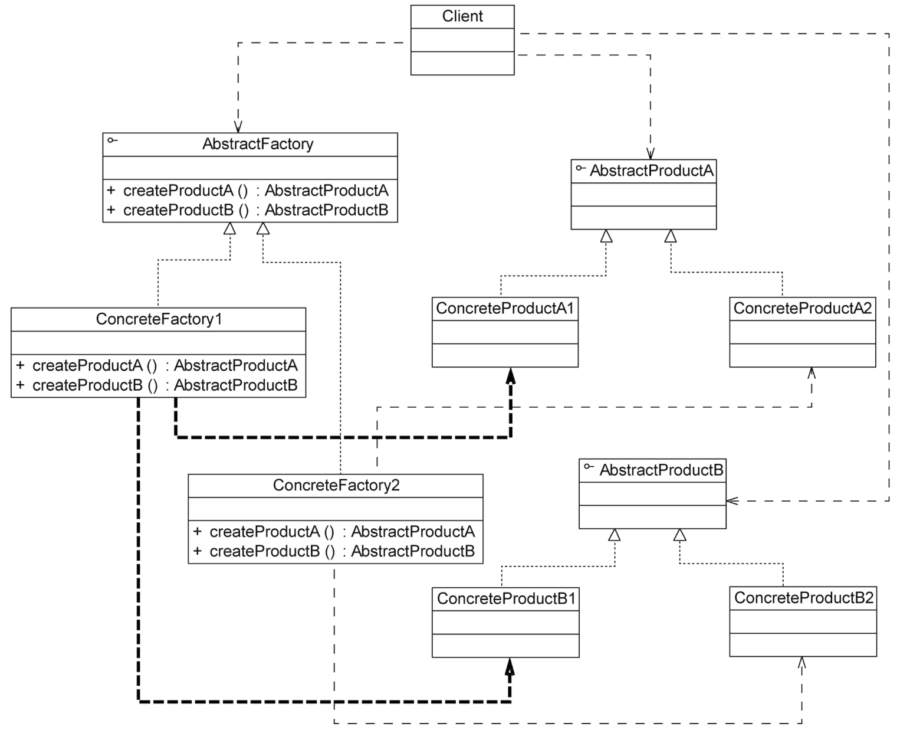 Client
AbstractFactory
+ createProductA () : AbstractProductA
+ createProductB () : AbstractProductB
AbstractProductA
ConcreteFactory1
+ createProductA () : AbstractProductA
+ createProductB () : AbstractProductB
ConcreteProductA1
ConcreteProductA2
ConcreteFactory2
+ createProductA () : AbstractProductA
+ createProductB () : AbstractProductB
AbstractProductB
ConcreteProductB1
ConcreteProductB2